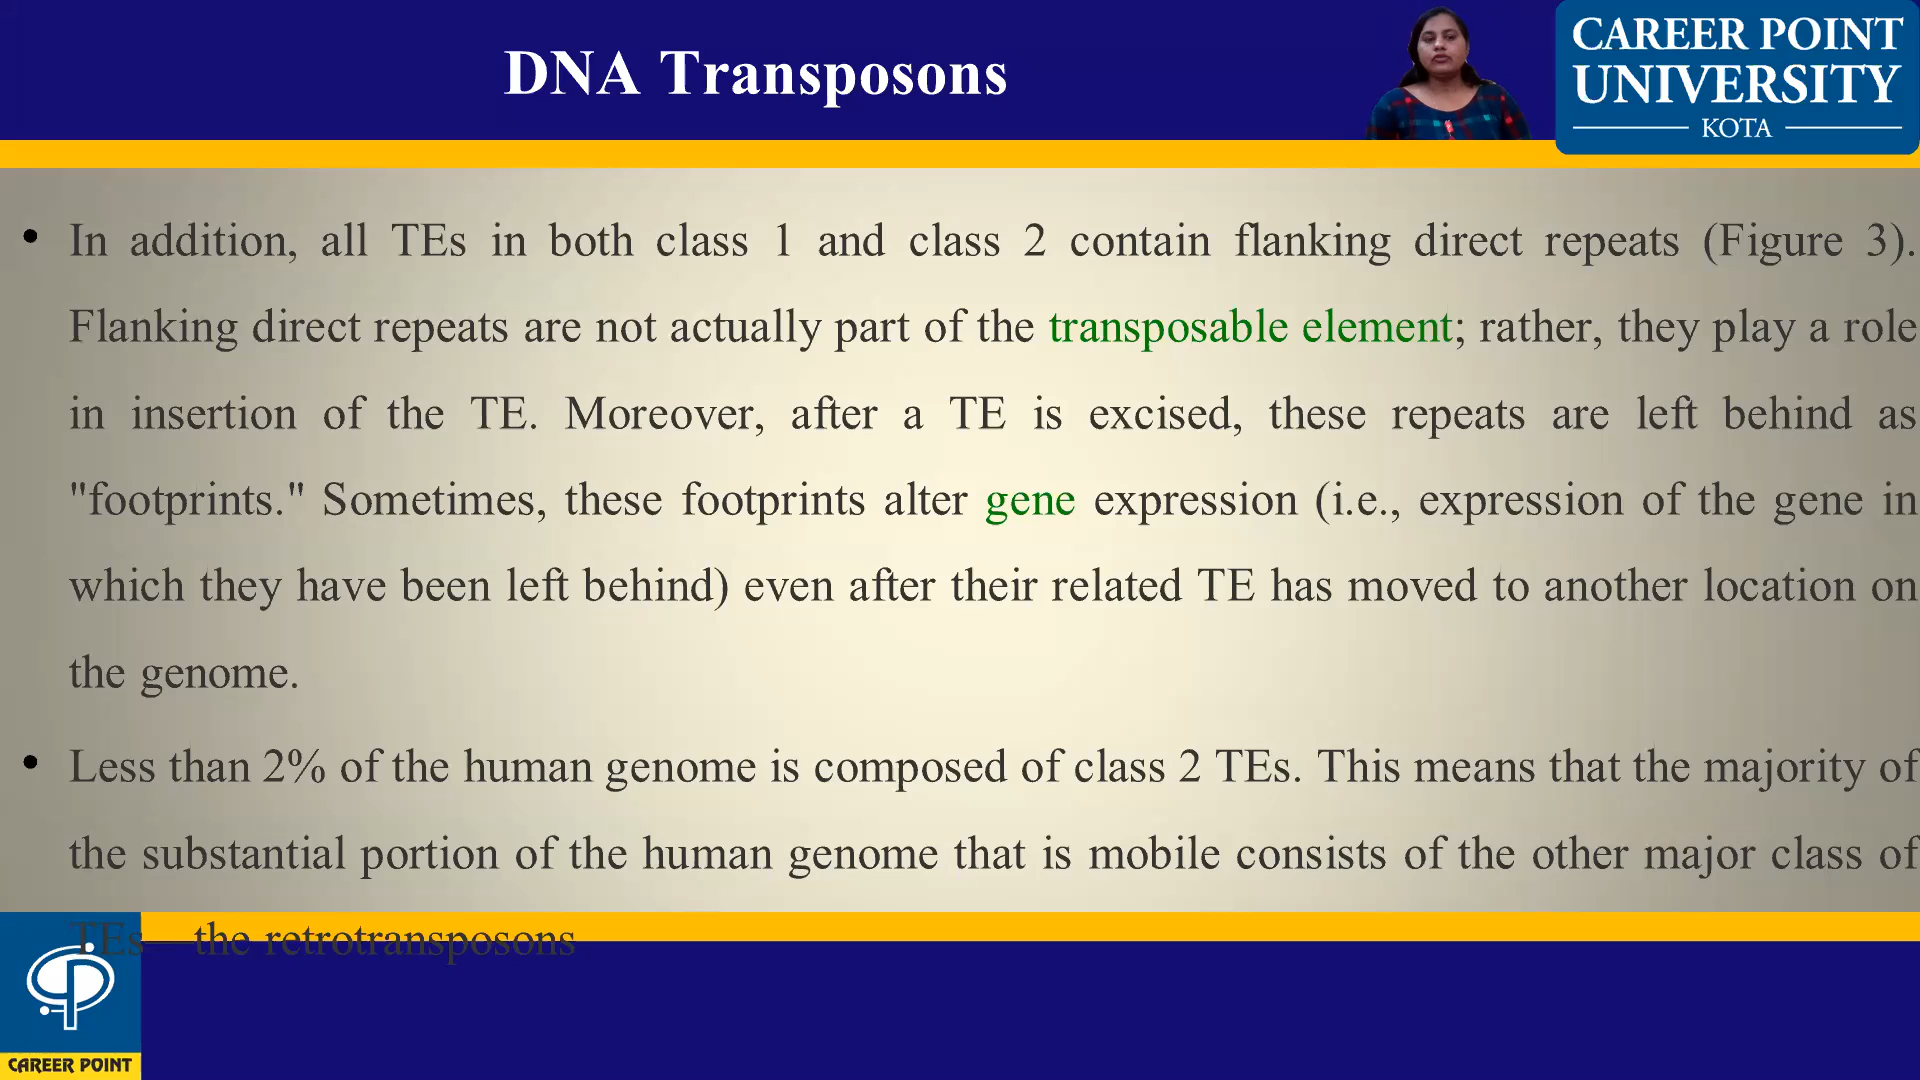 DNA Transposons
CAREER POINT
UNIVERSITY
KOTA
• In addition, all TEs in both class 1 and class 2 contain flanking direct repeats (Figure 3).
Flanking direct repeats are not actually part of the transposable element; rather, they play a role
in insertion of the TE. Moreover, after a TE is excised, these repeats are left behind as
"footprints." Sometimes, these footprints alter gene expression (i.e., expression of the gene in
which they have been left behind) even after their related TE has moved to another location on
the genome.
• Less than 2% of the human genome is composed of class 2 TEs. This means that the majority of
the substantial portion of the human genome that is mobile consists of the other major class of
TEs—the retrotransposons
CP
CAREER POINT